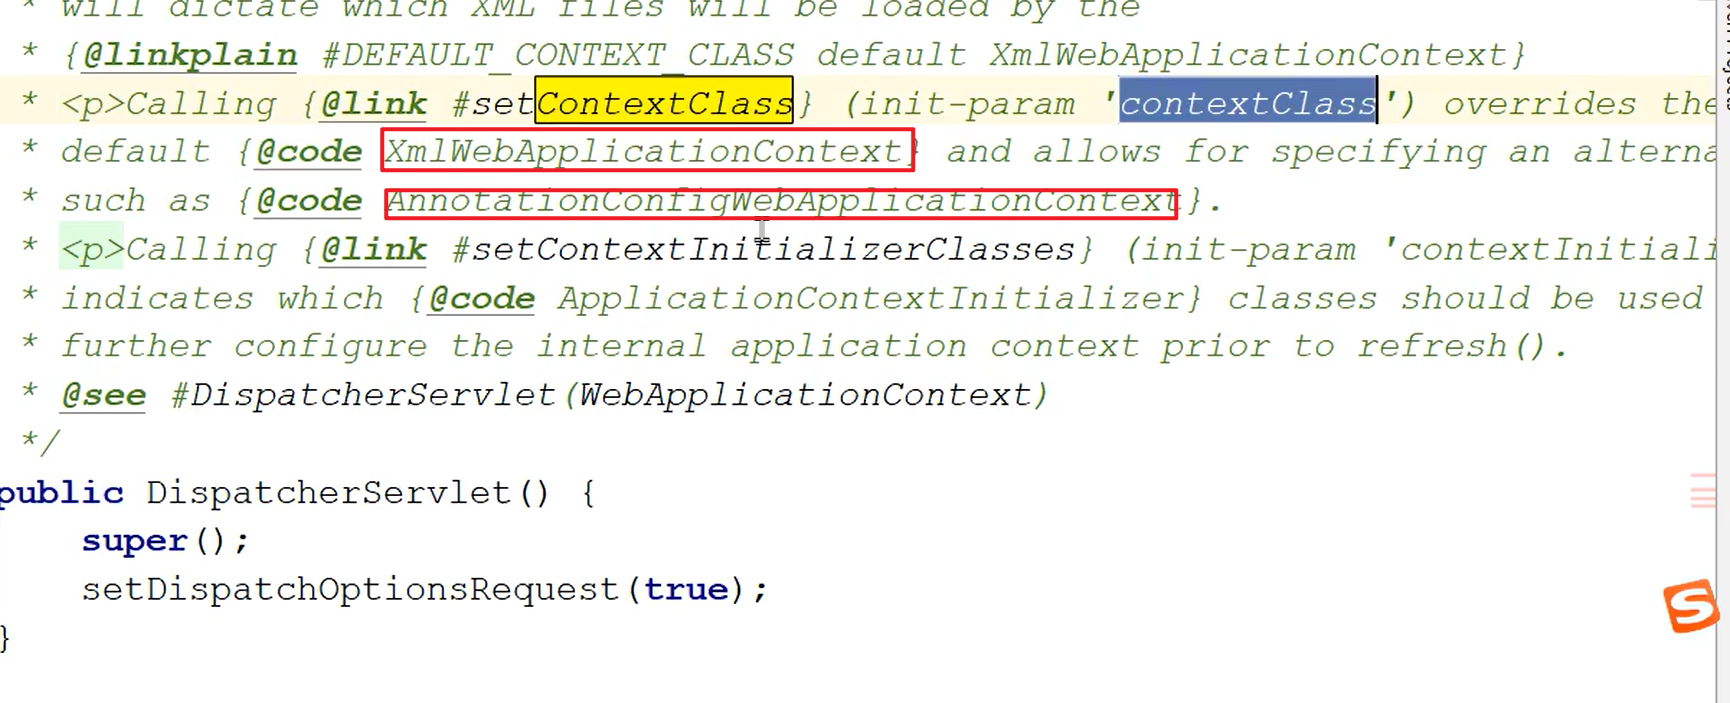 * will dictate which XML files will be loaded by the
* {@linkplain #DEFAULT_CONTEXT_CLASS default XmlWebApplicationContext}
* <p>Calling {@link #setContextClass} (init-param 'contextClass') overrides the
* default {@code XmlWebApplicationContext} and allows for specifying an alterna
* such as {@code AnnotationConfigWebApplicationContext}.
* <p>Calling {@link #setContextInitializerClasses} (init-param 'contextInitiali
* indicates which {@code ApplicationContextInitializer} classes should be used
* further configure the internal application context prior to refresh().
* @see #DispatcherServlet(WebApplicationContext)
*/
public DispatcherServlet() {
super();
setDispatchOptionsRequest(true);
}
S